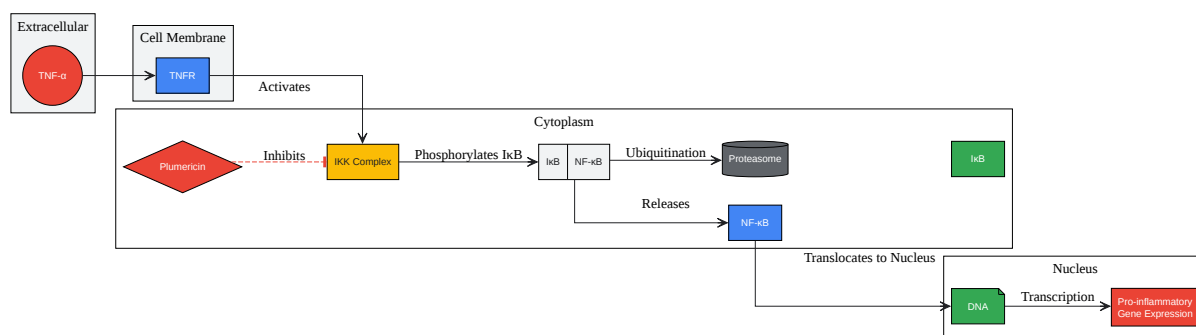 Extracellular
Cell Membrane
TNF-α
TNFR
Activates
Cytoplasm
Plumericin
Inhibits
IKK Complex
Phosphorylates IκB
IκB
NF-κB
Ubiquitination
Proteasome
IκB
Releases
NF-κB
Translocates to Nucleus
Nucleus
DNA
Transcription
Pro-inflammatory
Gene Expression